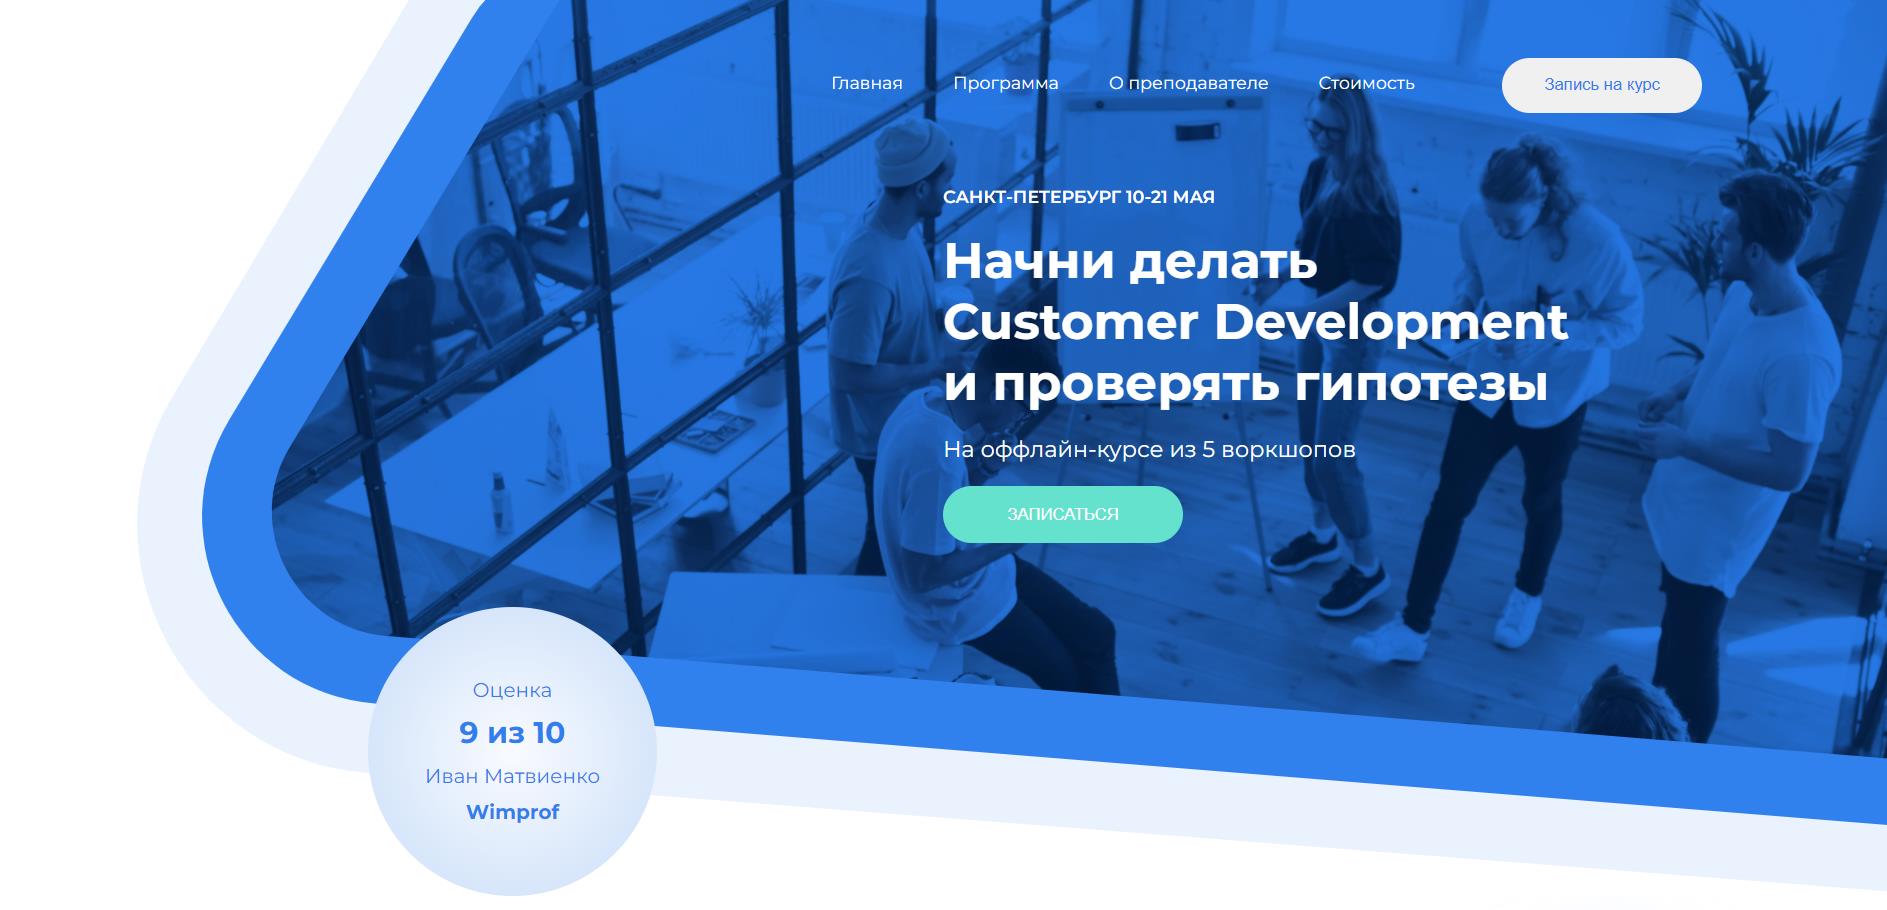 Главная Программа О преподавателе Стоимость Запись на курс
САНКТ-ПЕТЕРБУРГ 10-21 МАЯ
Начни делать
Customer Development
и проверять гипотезы
На оффлайн-курсе из 5 воркшопов
ЗАПИСАТЬСЯ
Оценка
9 из 10
Иван Матвиенко
Wimprof